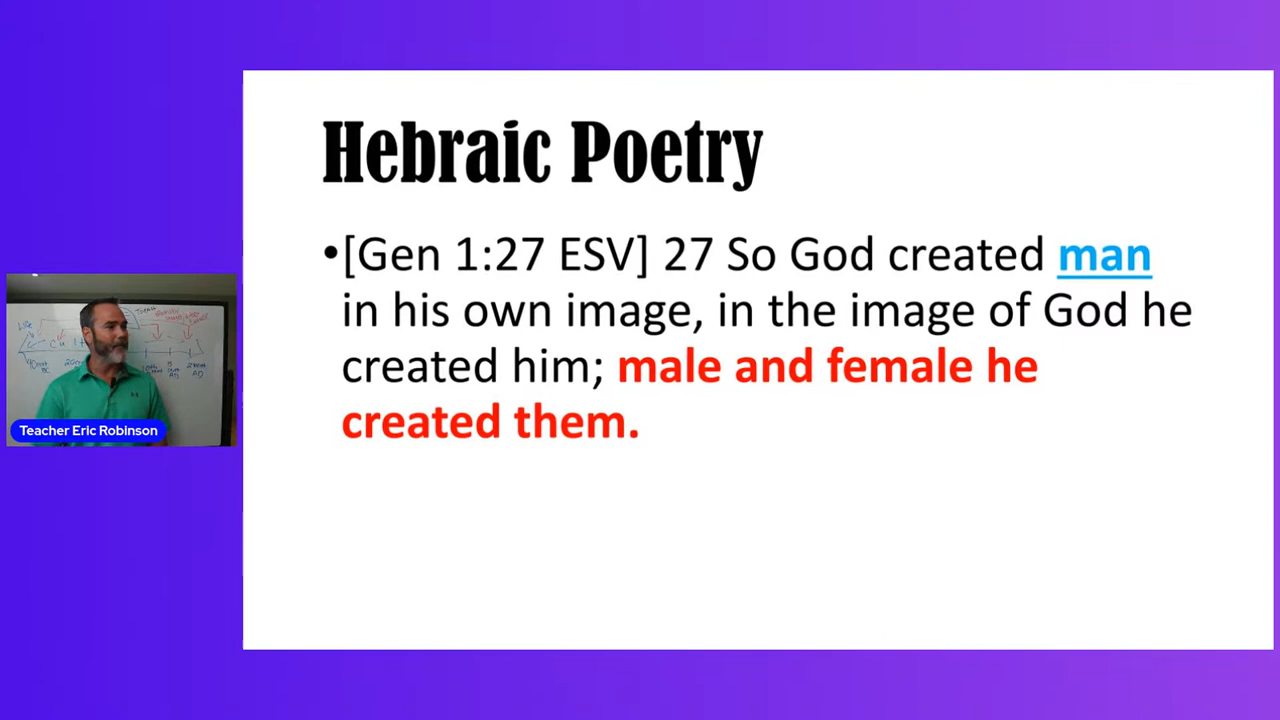 Hebraic Poetry
•[Gen 1:27 ESV] 27 So God created man
in his own image, in the image of God he
created him; male and female he
created them.
Teacher Eric Robinson